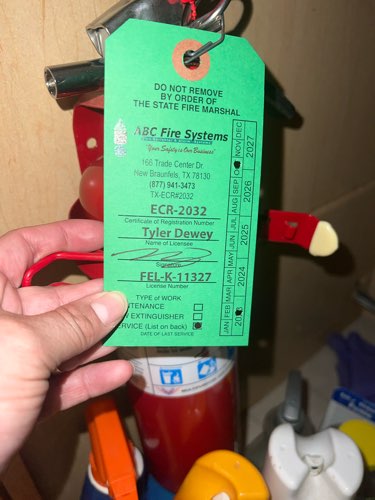 DO NOT REMOVE
BY ORDER OF
THE STATE FIRE MARSHAL
ABC Fire Systems
"Your Safety is Our Business"
166 Trade Center Dr.
New Braunfels, TX 78130
(877) 941-3473
TX-ECR#2032
ECR-2032
Certificate of Registration Number
Tyler Dewey
Name of Licensee
Signature
FEL-K-11327
License Number
TYPE OF WORK
TENANCE
EXTINGUISHER
SERVICE (List on back)
DATE OF LAST SERVICE
JAN FEB MAR APR MAY JUN JUL AUG SEP NOV DEC
2024 2025 2026 2027